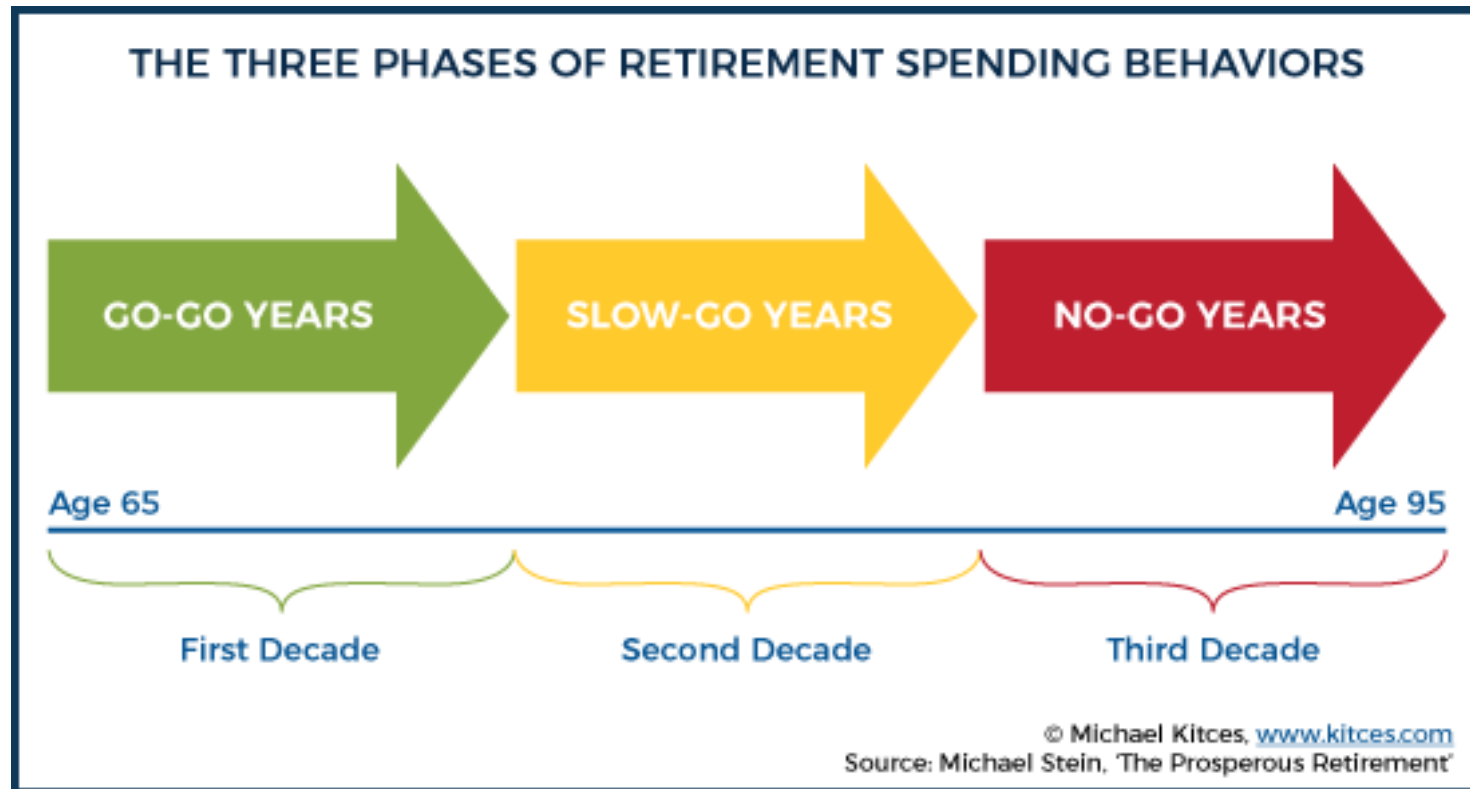 THE THREE PHASES OF RETIREMENT SPENDING BEHAVIORS
GO-GO YEARS
SLOW-GO YEARS
NO-GO YEARS
Age 65
Age 95
First Decade
Second Decade
Third Decade
© Michael Kitces, www.kitces.com
Source: Michael Stein, 'The Prosperous Retirement'